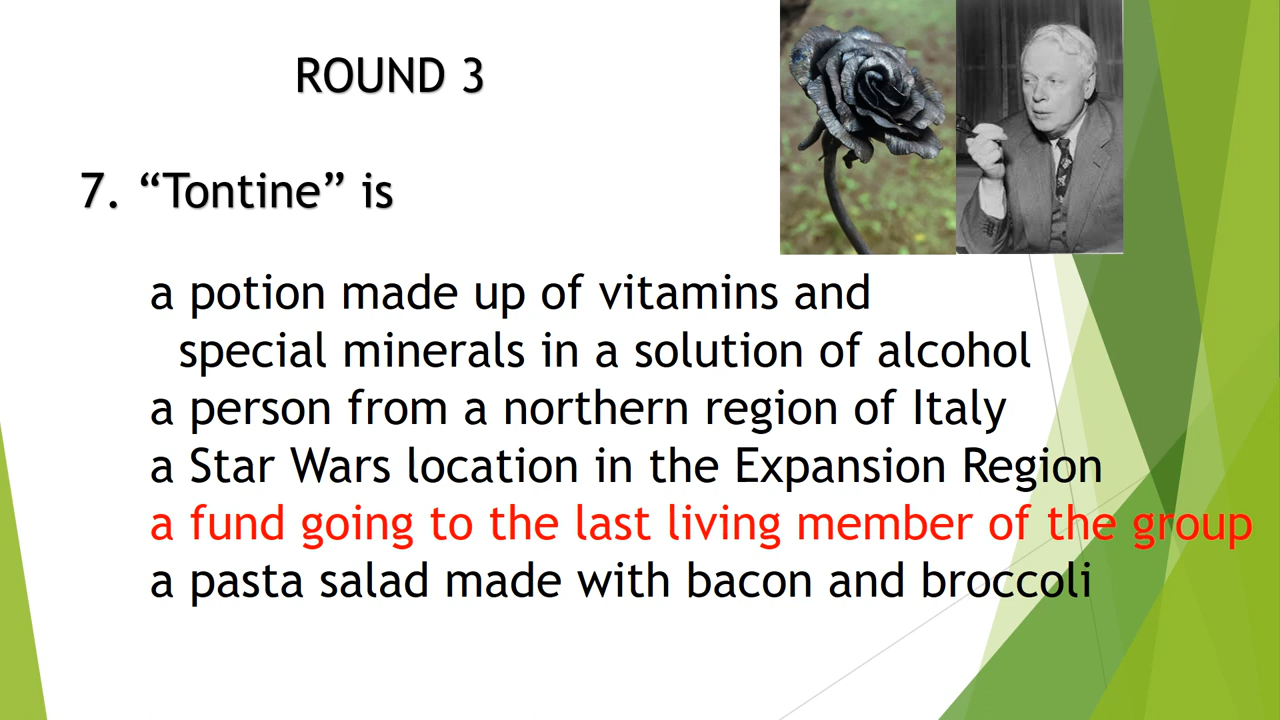 ROUND 3
7. “Tontine” is
a potion made up of vitamins and
special minerals in a solution of alcohol
a person from a northern region of Italy
a Star Wars location in the Expansion Region
a fund going to the last living member of the group
a pasta salad made with bacon and broccoli